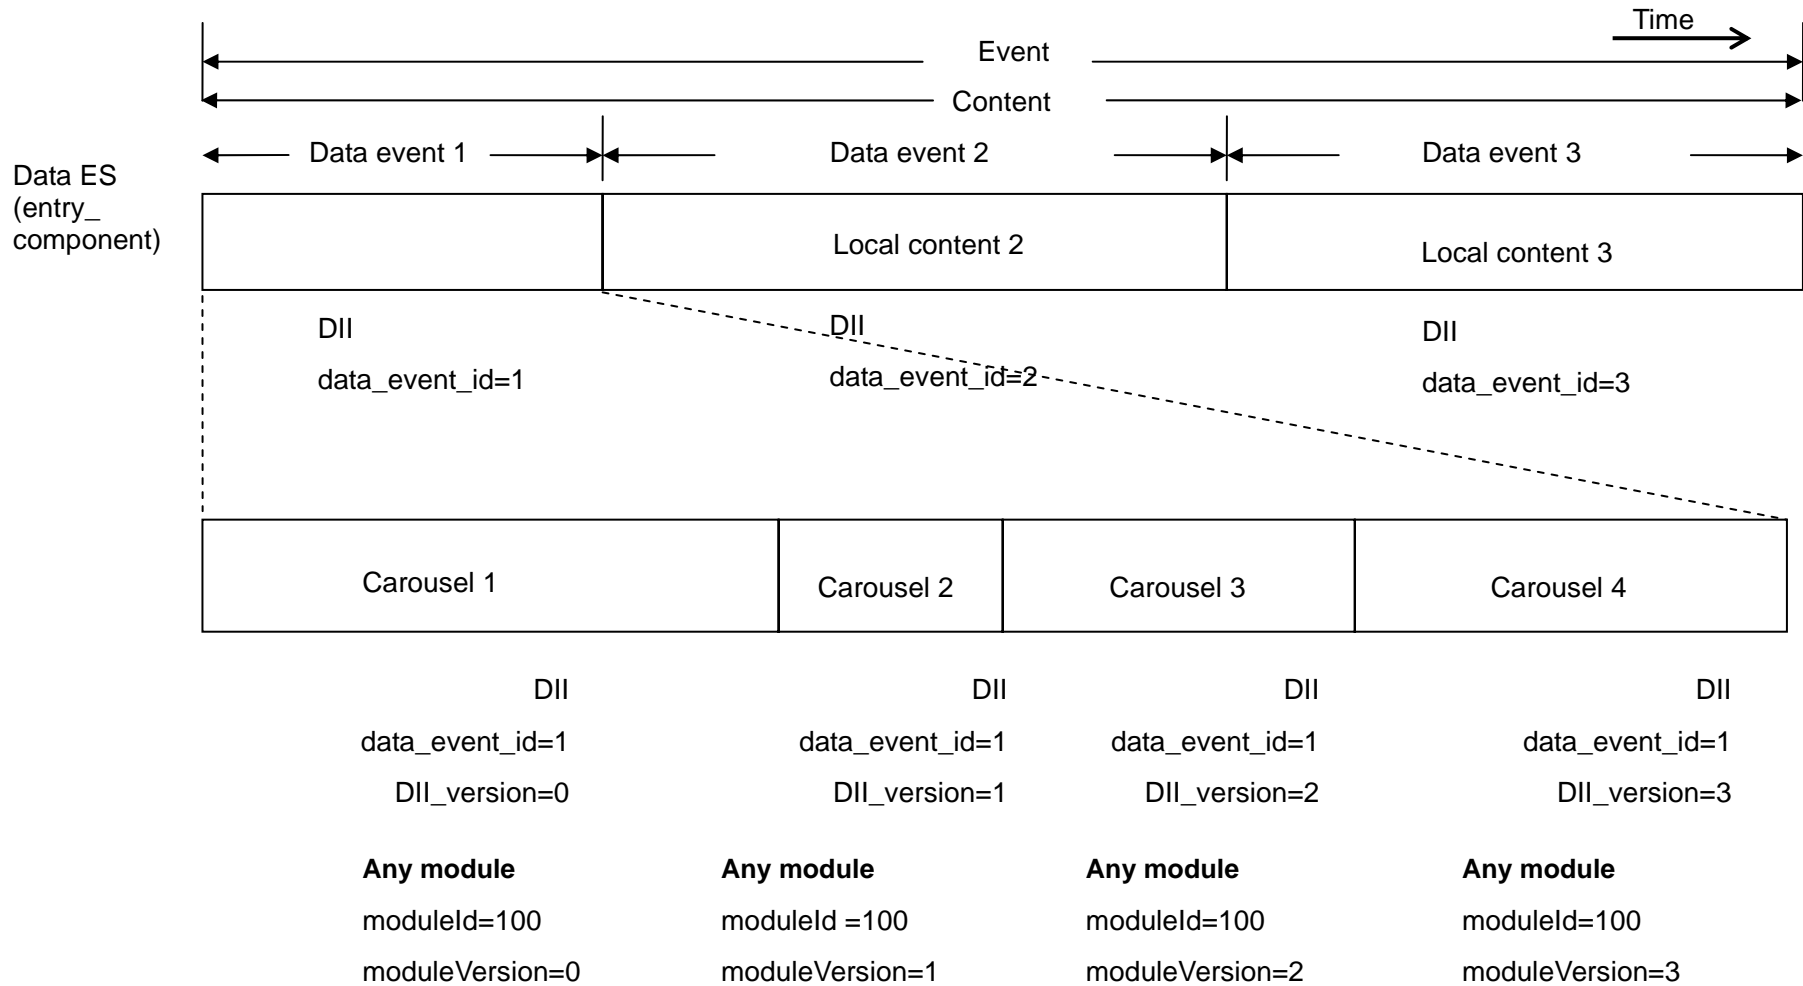 Time
Event
Content
Data event 1
Data event 2
Data event 3
Data ES
(entry_
component)
Local content 2
Local content 3
DII
data_event_id=1
DII
data_event_id=2
DII
data_event_id=3
Carousel 1
Carousel 2
Carousel 3
Carousel 4
DII
data_event_id=1
DII_version=0
DII
data_event_id=1
DII_version=1
DII
data_event_id=1
DII_version=2
DII
data_event_id=1
DII_version=3
Any module
moduleId=100
moduleVersion=0
Any module
moduleId =100
moduleVersion=1
Any module
moduleId=100
moduleVersion=2
Any module
moduleId=100
moduleVersion=3